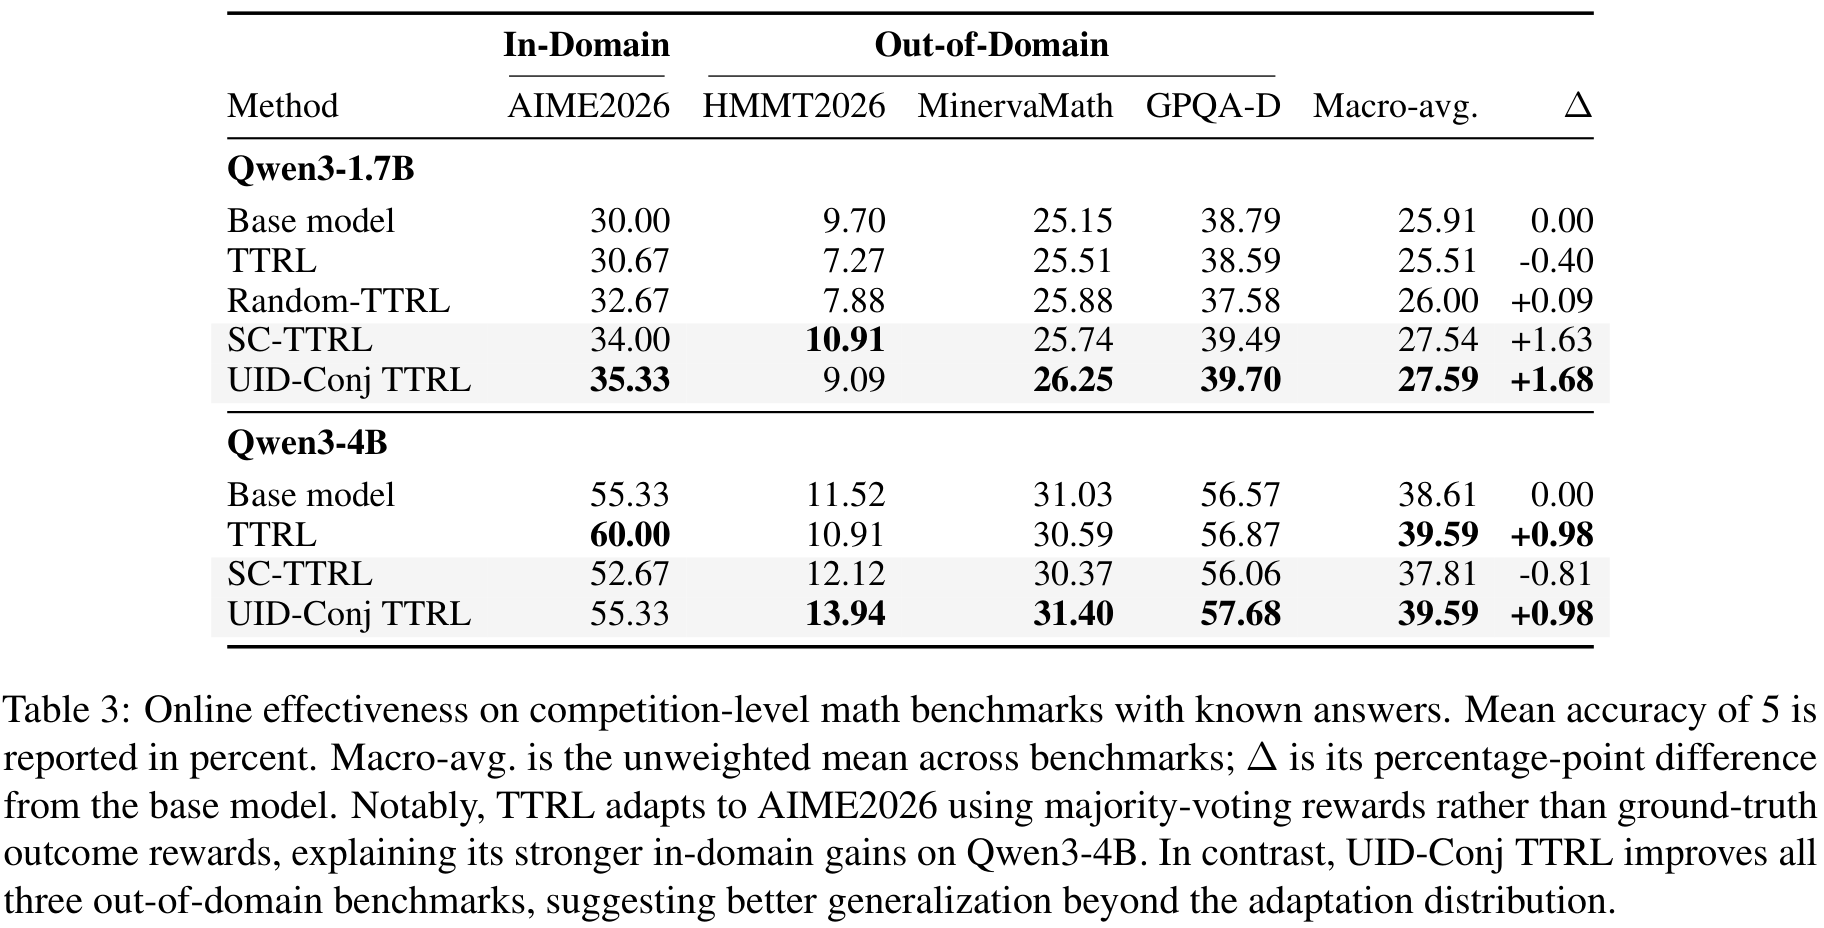 In-Domain Out-of-Domain
Method AIME2026 HMMT2026 MinervaMath GPQA-D Macro-avg. Δ
Qwen3-1.7B
Base model 30.00 9.70 25.15 38.79 25.91 0.00
TTRL 30.67 7.27 25.51 38.59 25.51 -0.40
Random-TTRL 32.67 7.88 25.88 37.58 26.00 +0.09
SC-TTRL 34.00 10.91 25.74 39.49 27.54 +1.63
UID-Conj TTRL 35.33 9.09 26.25 39.70 27.59 +1.68
Qwen3-4B
Base model 55.33 11.52 31.03 56.57 38.61 0.00
TTRL 60.00 10.91 30.59 56.87 39.59 +0.98
SC-TTRL 52.67 12.12 30.37 56.06 37.81 -0.81
UID-Conj TTRL 55.33 13.94 31.40 57.68 39.59 +0.98
Table 3: Online effectiveness on competition-level math benchmarks with known answers. Mean accuracy of 5 is
reported in percent. Macro-avg. is the unweighted mean across benchmarks; Δ is its percentage-point difference
from the base model. Notably, TTRL adapts to AIME2026 using majority-voting rewards rather than ground-truth
outcome rewards, explaining its stronger in-domain gains on Qwen3-4B. In contrast, UID-Conj TTRL improves all
three out-of-domain benchmarks, suggesting better generalization beyond the adaptation distribution.